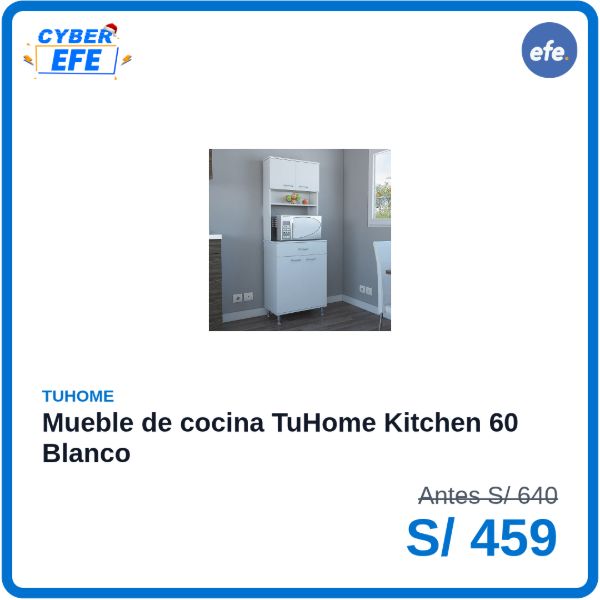 CYBER
EFE
efe.
TUHOME
Mueble de cocina TuHome Kitchen 60
Blanco
Antes S/ 640
S/ 459